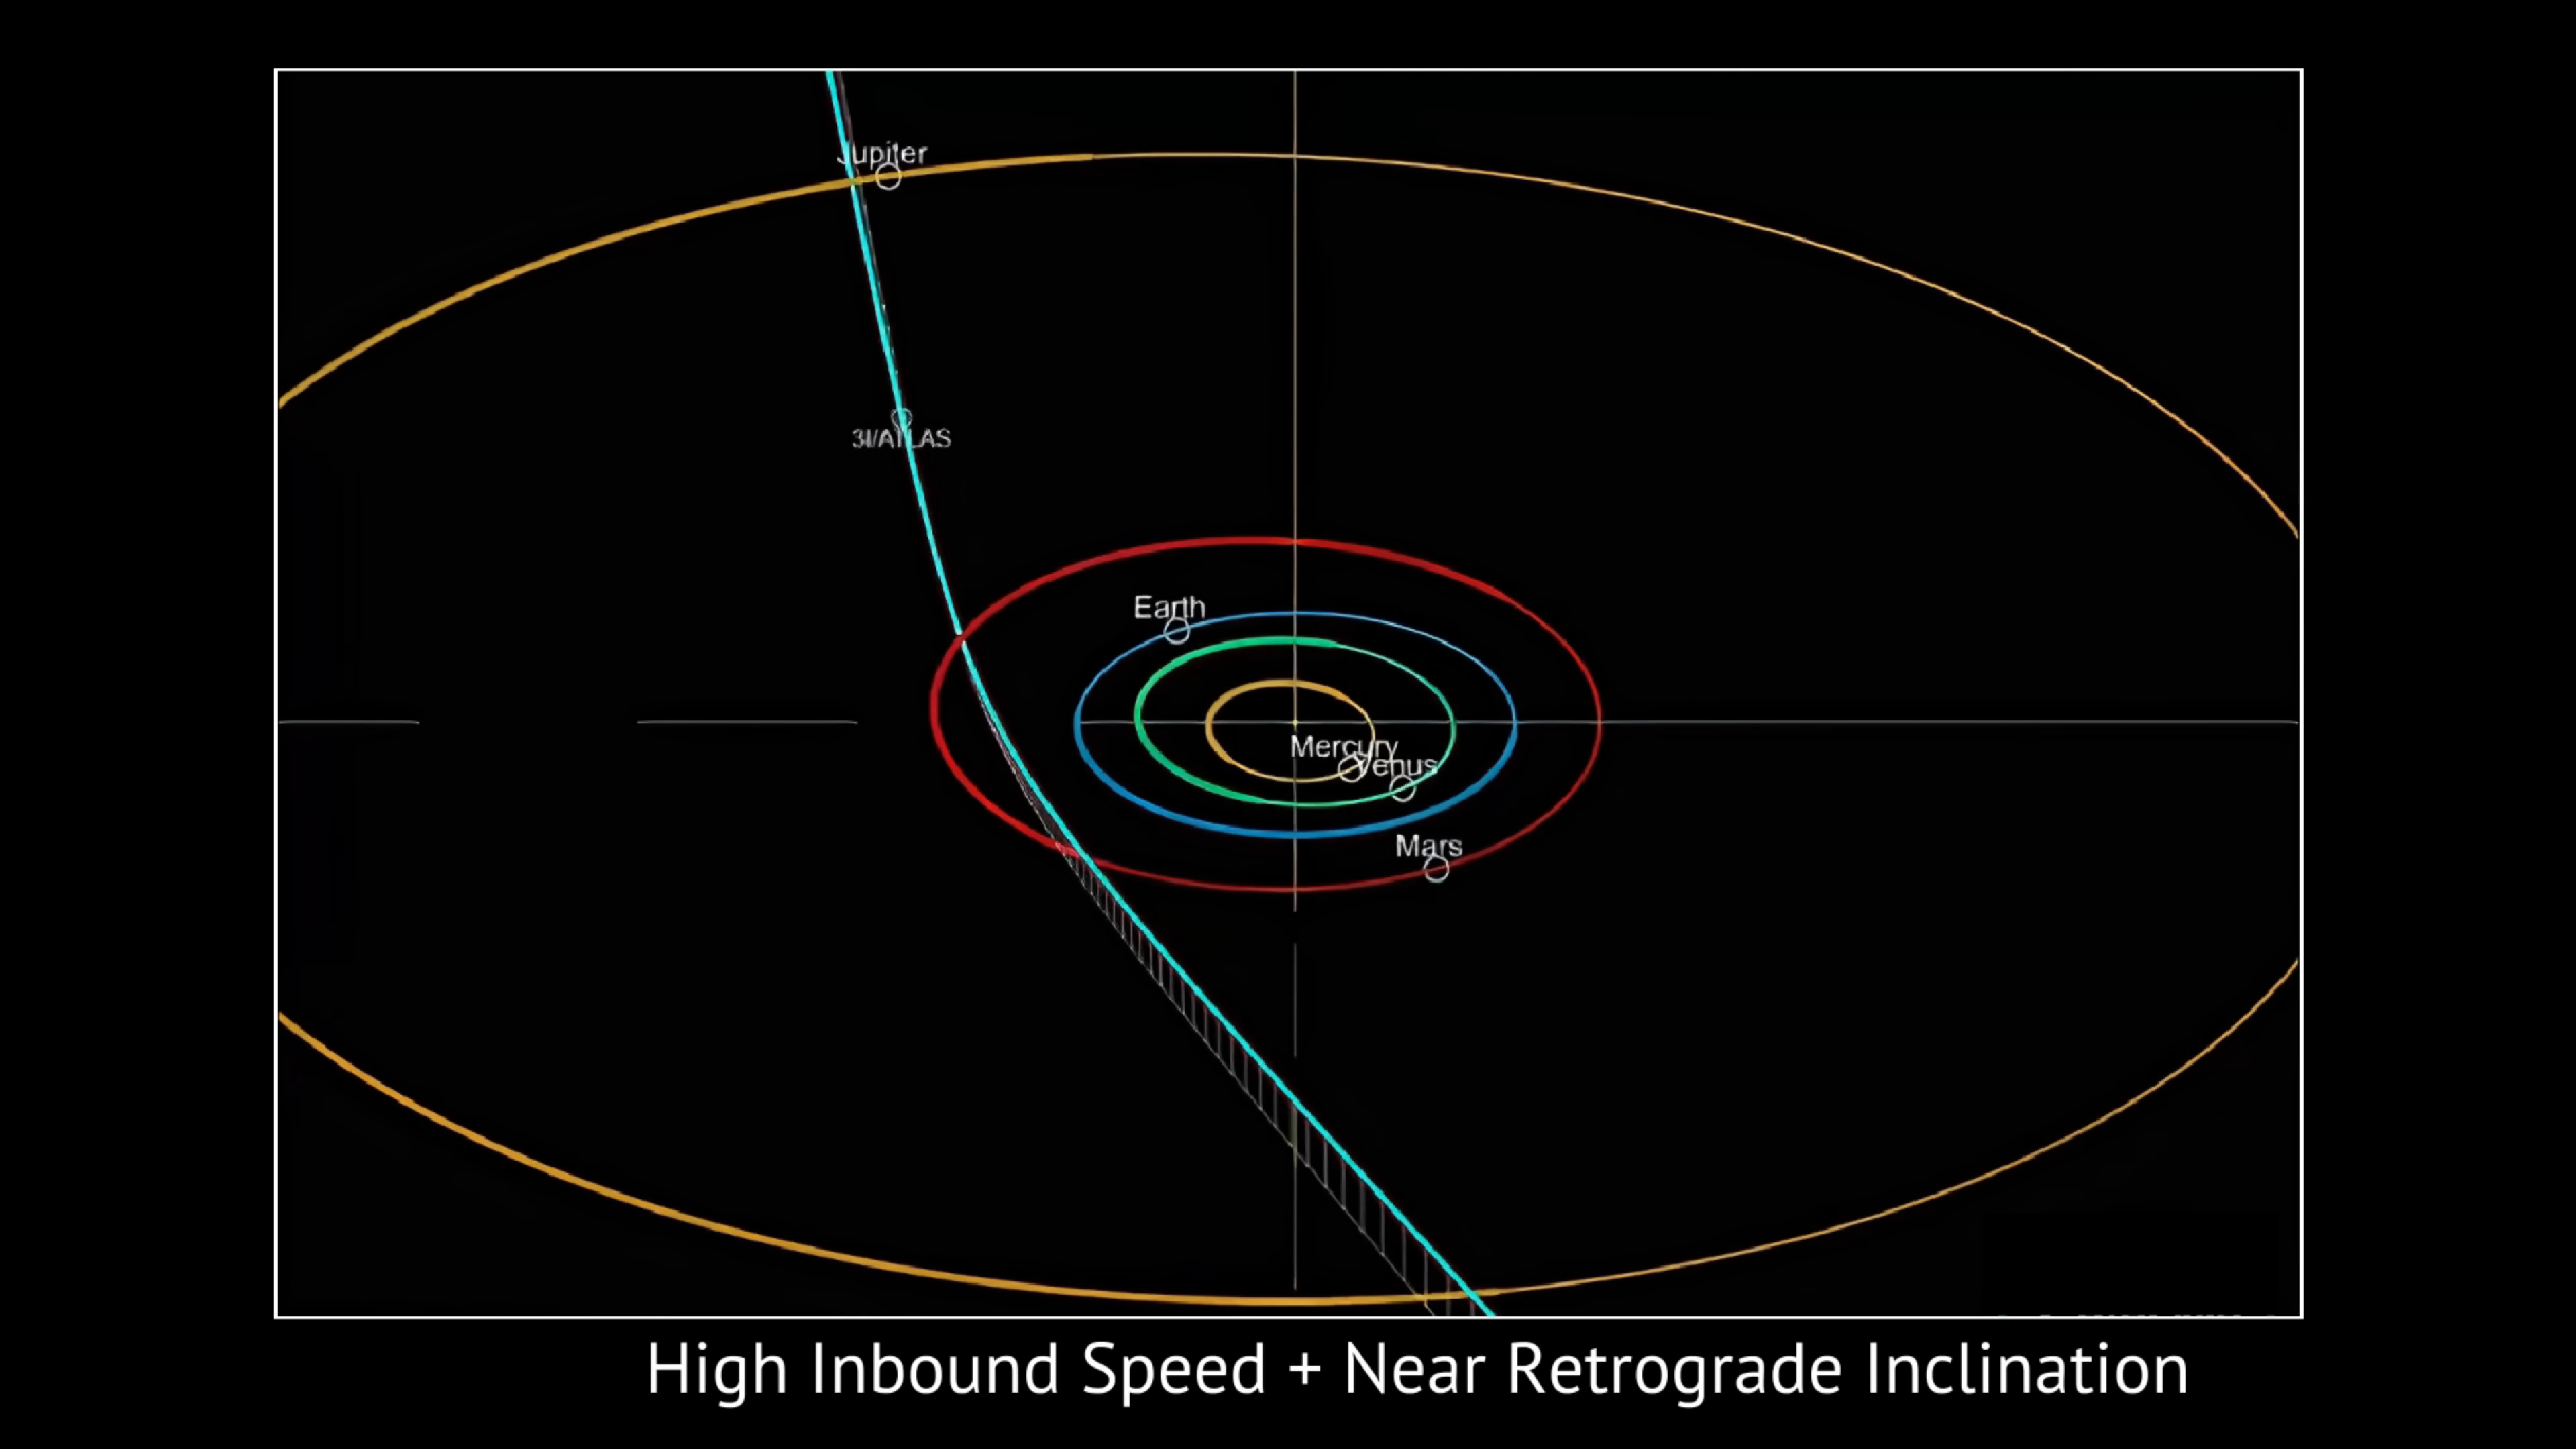 Jupiter
3I/ATLAS
Earth
Mercury
Venus
Mars
High Inbound Speed + Near Retrograde Inclination